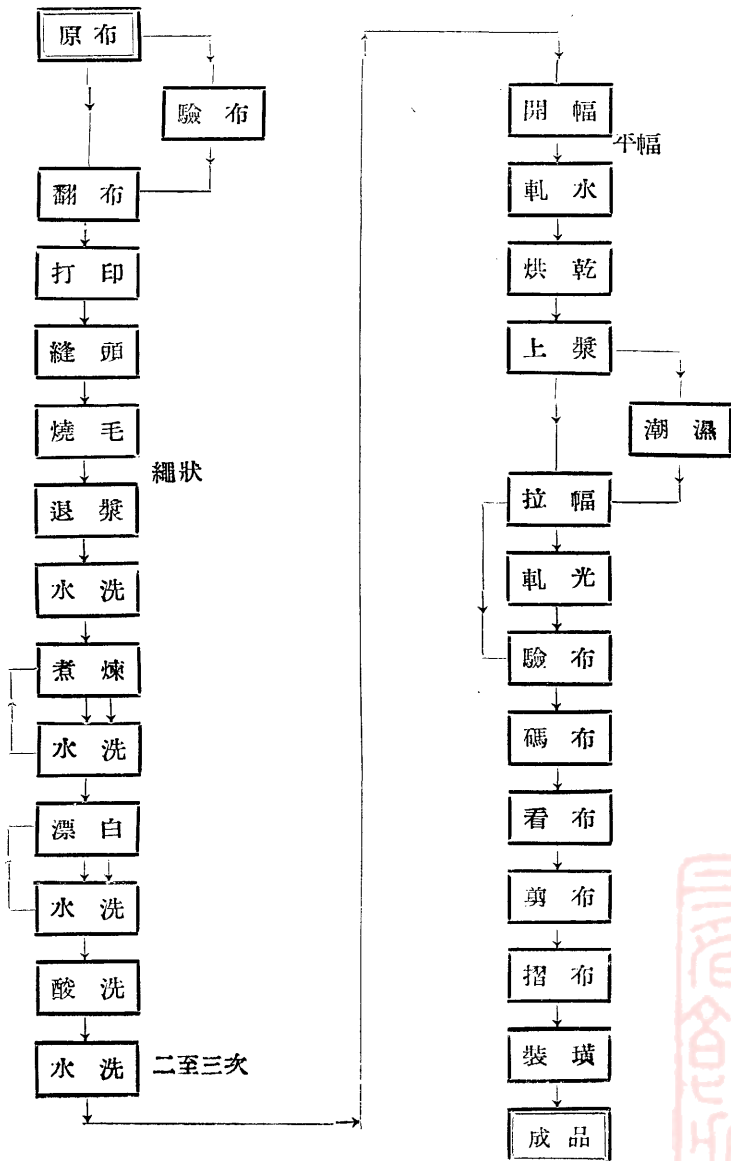 原布
驗布
翻布
打印
縫頭
燒毛
繩狀
退漿
水洗
煮煉
水洗
漂白
水洗
酸洗
水洗
二至三次
開幅
平幅
軋水
烘乾
上漿
潮濕
拉幅
軋光
驗布
碼布
看布
剪布
摺布
裝璜
成品